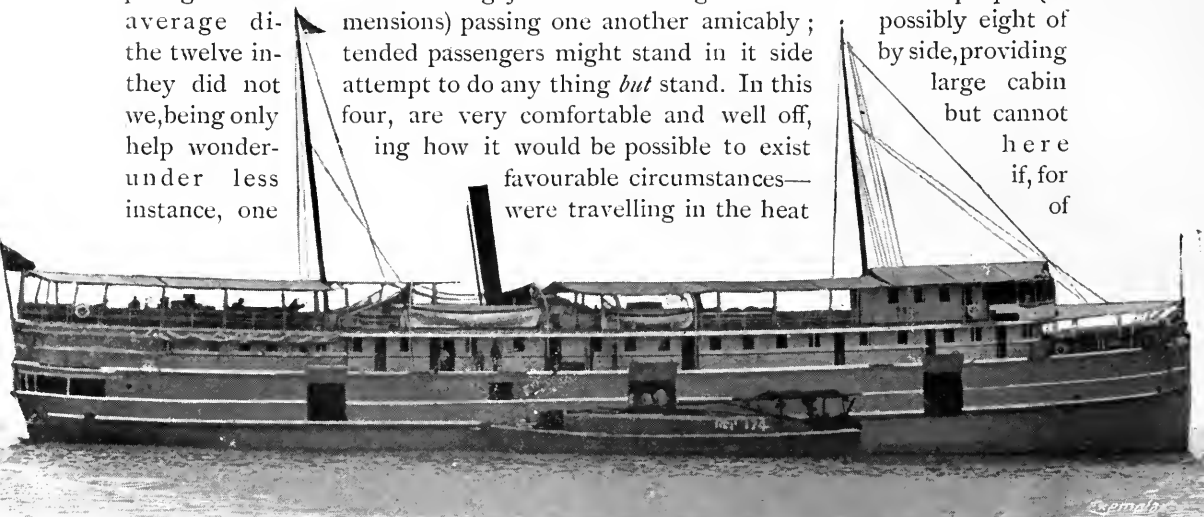 average di- mensions) passing one another amicably ; possibly eight of
the twelve in- tended passengers might stand in it side by side,providing
they did not attempt to do any thing but stand. In this large cabin
we,being only four, are very comfortable and well off, but cannot
help wonder- ing how it would be possible to exist here
under less favourable circumstances— if, for
instance, one were travelling in the heat of